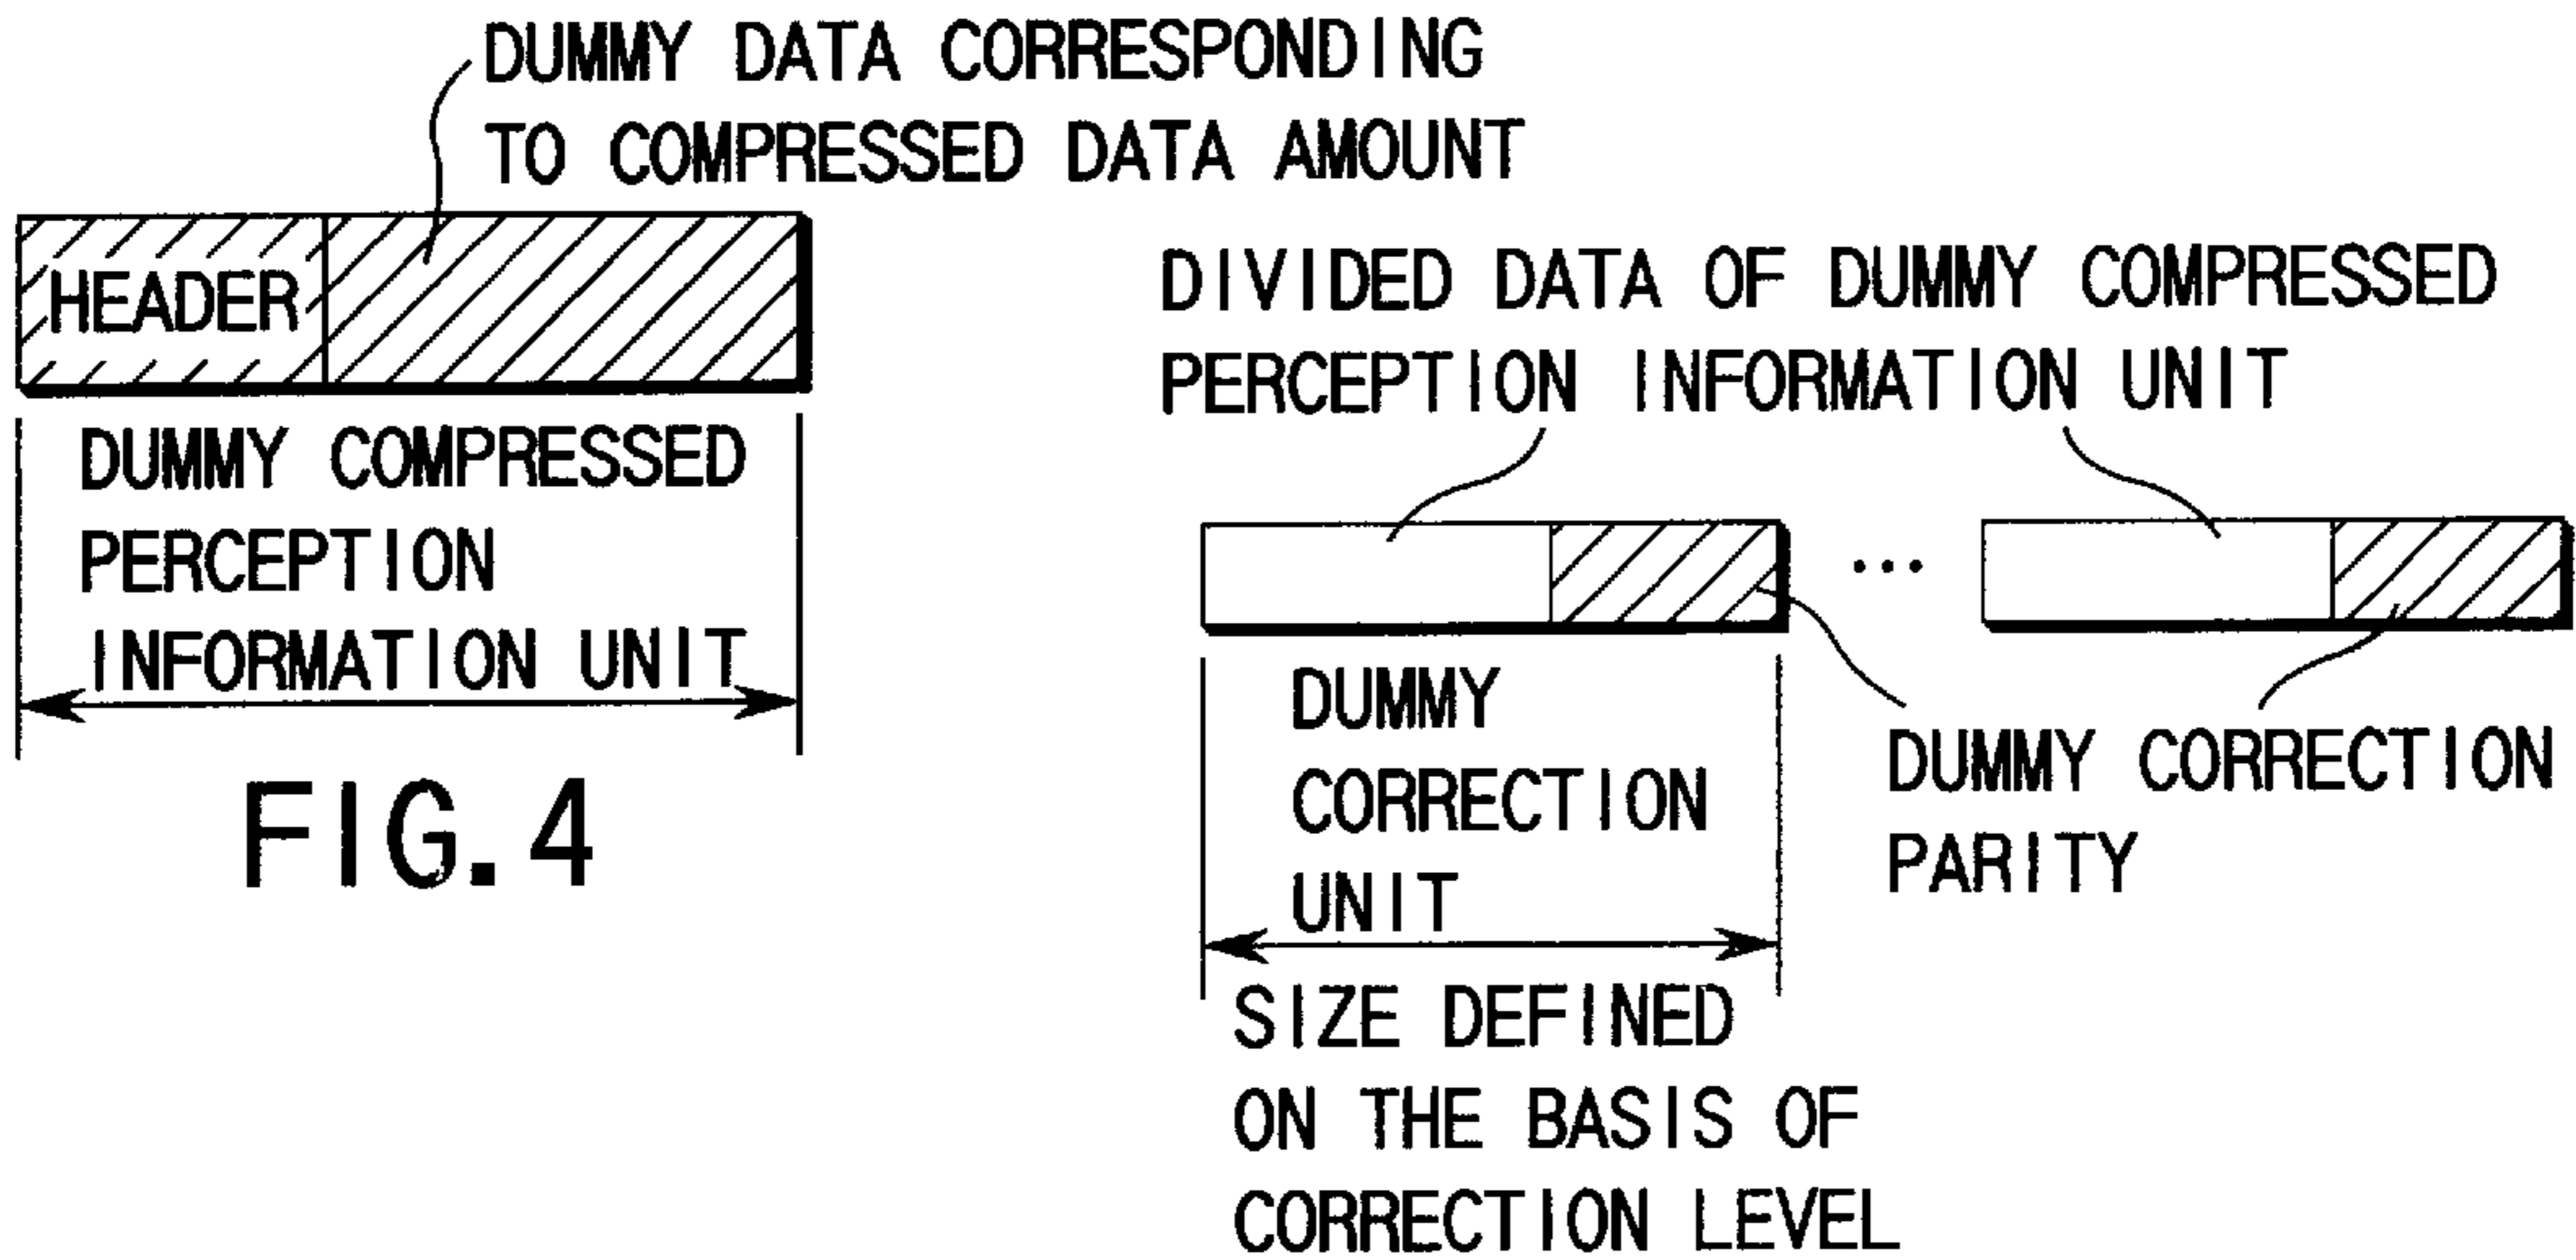 DUMMY DATA CORRESPONDING
TO COMPRESSED DATA AMOUNT
HEADER
DUMMY COMPRESSED
PERCEPTION
INFORMATION UNIT
FIG.4
DIVIDED DATA OF DUMMY COMPRESSED
PERCEPTION INFORMATION UNIT
...
DUMMY
CORRECTION
UNIT
DUMMY CORRECTION
PARITY
SIZE DEFINED
ON THE BASIS OF
CORRECTION LEVEL